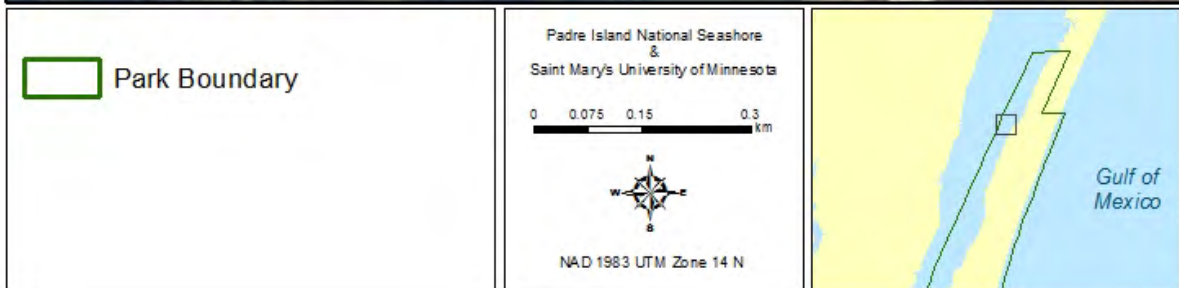 Park Boundary
Padre Island National Seashore
&
Saint Mary's University of Minnesota
0 0.075 0.15 0.3
km
N
W E
S
NAD 1983 UTM Zone 14 N
Gulf of
Mexico